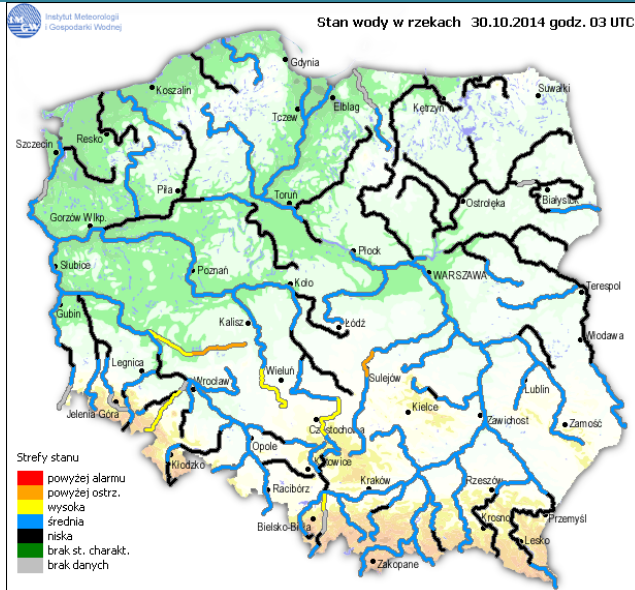 Instytut Meteorologii
i Gospodarki Wodnej
Stan wody w rzekach 30.10.2014 godz. 03 UTC
Gdynia
Koszalin
Suwałki
Kętrzyn
Elbląg
Tczew
Resko
Szczecin
Piła
Białystok
Ostrołęka
Toruń
Gorzów Wlkp.
Płock
Słubice
Poznań
WARSZAWA
Koło
Terespol
Gubin
Kalisz
Łódź
Włodawa
Legnica
Wieluń
Sulejów
Wrocław
Lublin
Jelenia Góra
Kielce
Zawichost
Zamość
Częstochowa
Opole
Strefy stanu
Kłodzko
Katowice
powyżej alarmu
Racibórz
Kraków
Rzeszów
powyżej ostrz.
wysoka
Przemyśl
średnia
Bielsko-Biała
Krosno
niska
Lesko
brak st. charakt.
Zakopane
brak danych